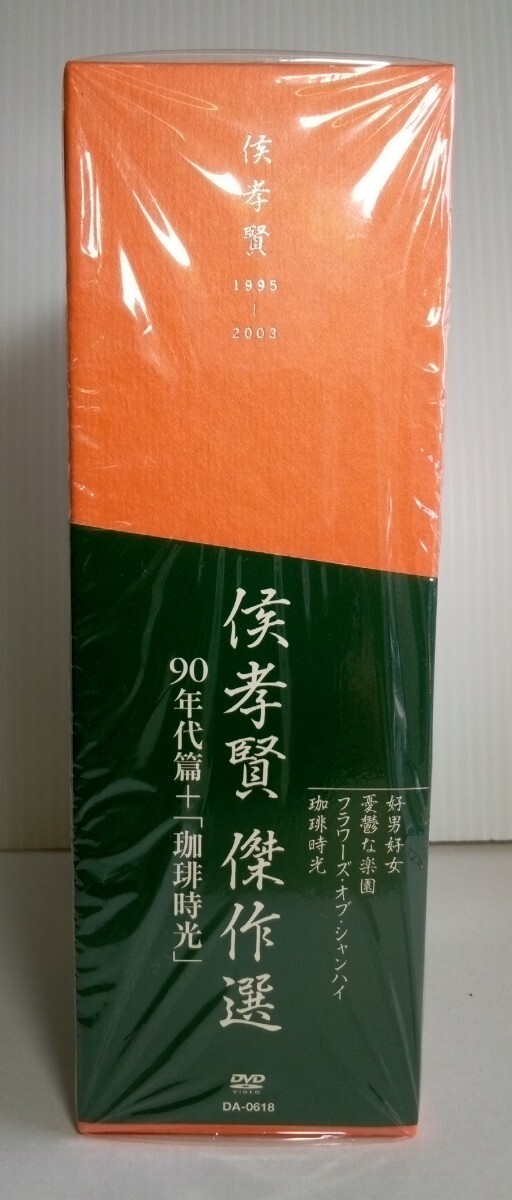 侯孝賢
1995
|
2003
侯孝賢 傑作選
90年代篇+「珈琲時光」
好男好女
憂鬱な楽園
フラワーズ・オブ・シャンハイ
珈琲時光
DVD
VIDEO
DA-0618